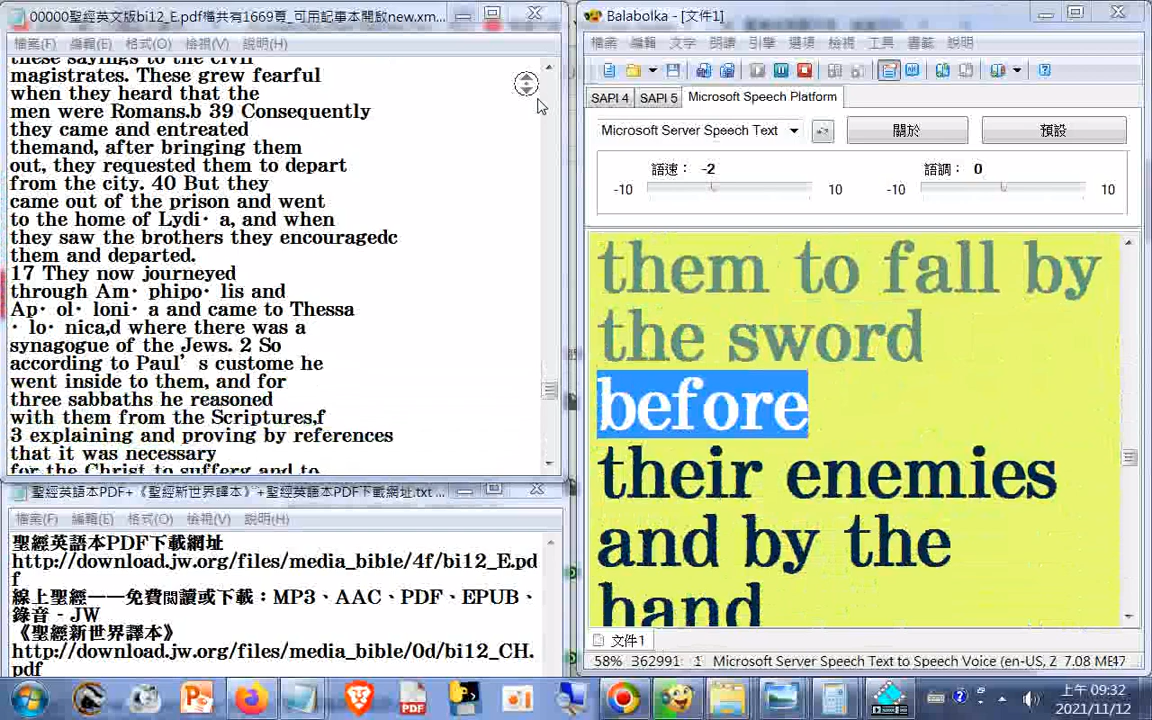 00000聖經英文版bi12_E.pdf檔共有1669頁_可用記事本開啟new.xm...
檔案(F) 編輯(E) 格式(O) 檢視(V) 說明(H)
these sayings to the civil
magistrates. These grew fearful
when they heard that the
men were Romans.b 39 Consequently
they came and entreated
themand, after bringing them
out, they requested them to depart
from the city. 40 But they
came out of the prison and went
to the home of Lydi· a, and when
they saw the brothers they encouragedc
them and departed.
17 They now journeyed
through Am· phipo· lis and
Ap· ol· loni· a and came to Thessa
· lo· nica,d where there was a
synagogue of the Jews. 2 So
according to Paul’s custome he
went inside to them, and for
three sabbaths he reasoned
with them from the Scriptures,f
3 explaining and proving by references
that it was necessary
for the Christ to sufferg and to
聖經英語本PDF+《聖經新世界譯本》+聖經英語本PDF下載網址.txt ...
檔案(F) 編輯(E) 格式(O) 檢視(V) 說明(H)
聖經英語本PDF下載網址
http://download.jw.org/files/media_bible/4f/bi12_E.pd
f
線上聖經——免費閱讀或下載：MP3、AAC、PDF、EPUB、
錄音 - JW
《聖經新世界譯本》
http://download.jw.org/files/media_bible/0d/bi12_CH.
pdf
Balabolka - [文件1]
檔案 編輯 文字 朗讀 引擎 選項 檢視 工具 書籤 說明
SAPI 4 SAPI 5 Microsoft Speech Platform
Microsoft Server Speech Text 關於 預設
語速： -2 語調： 0
-10 10 -10 10
them to fall by
the sword
before
their enemies
and by the
hand
文件1
58% 362991: 1 Microsoft Server Speech Text to Speech Voice (en-US, Z 7.08 MB
上午 09:32
2021/11/12